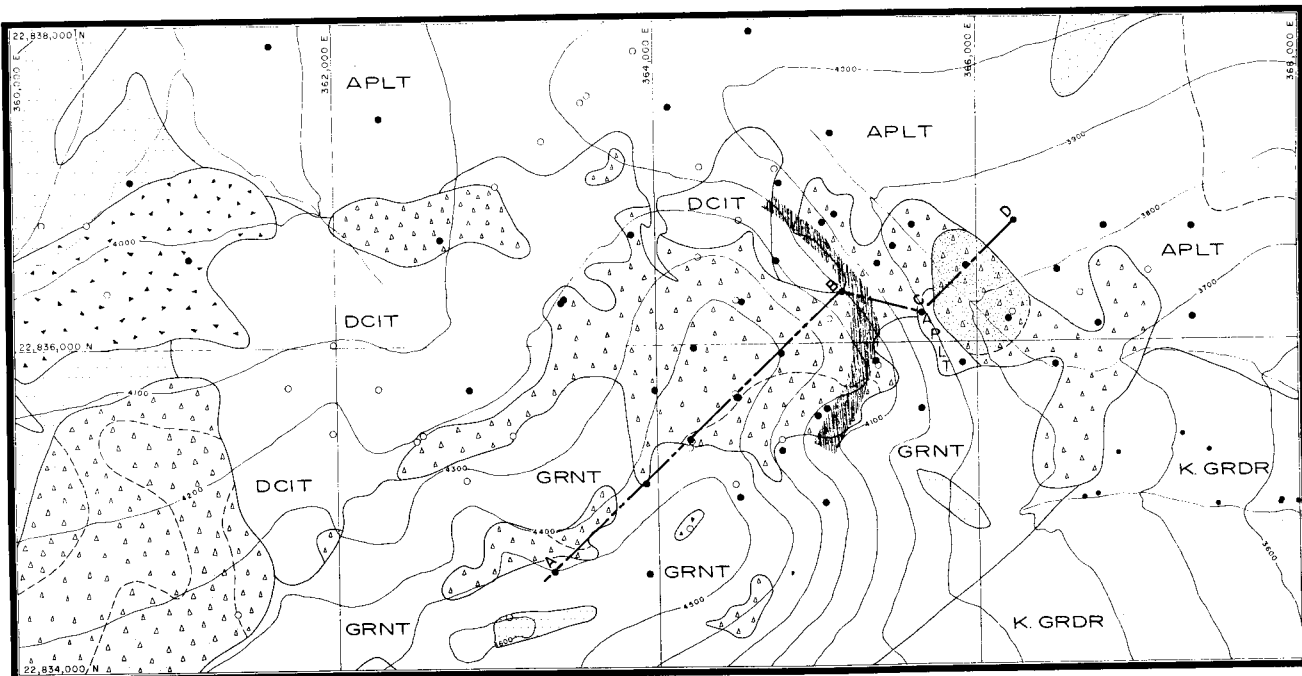 22,838,000 N
360,000 E
362,000 E
364,000 E
366,000 E
368,000 E
APLT
4000
APLT
3900
DCIT
D
3800
4000
APLT
B
C
3700
DCIT
APLT
22,836,000 N
4100
4100
4300
GRNT
GRNT
K. GRDR
4200
DCIT
4400
3600
A
GRNT
4500
GRNT
K. GRDR
22,834,000 N